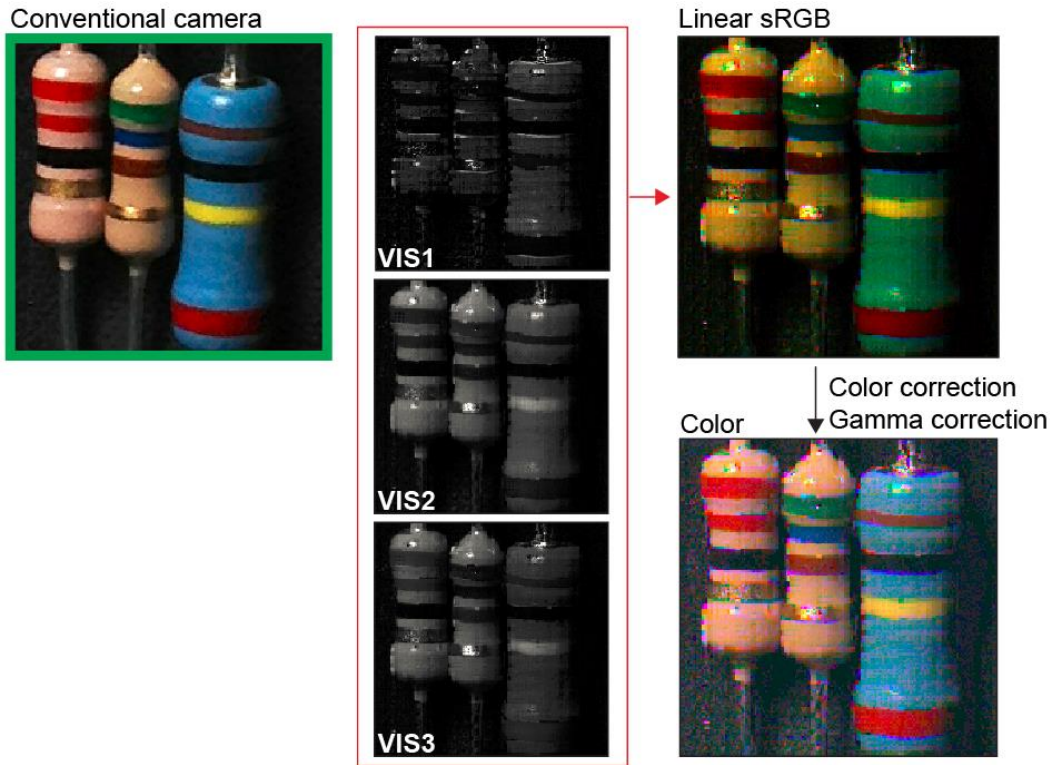 Conventional camera
VIS1
VIS2
VIS3
Linear sRGB
Color correction
Gamma correction
Color